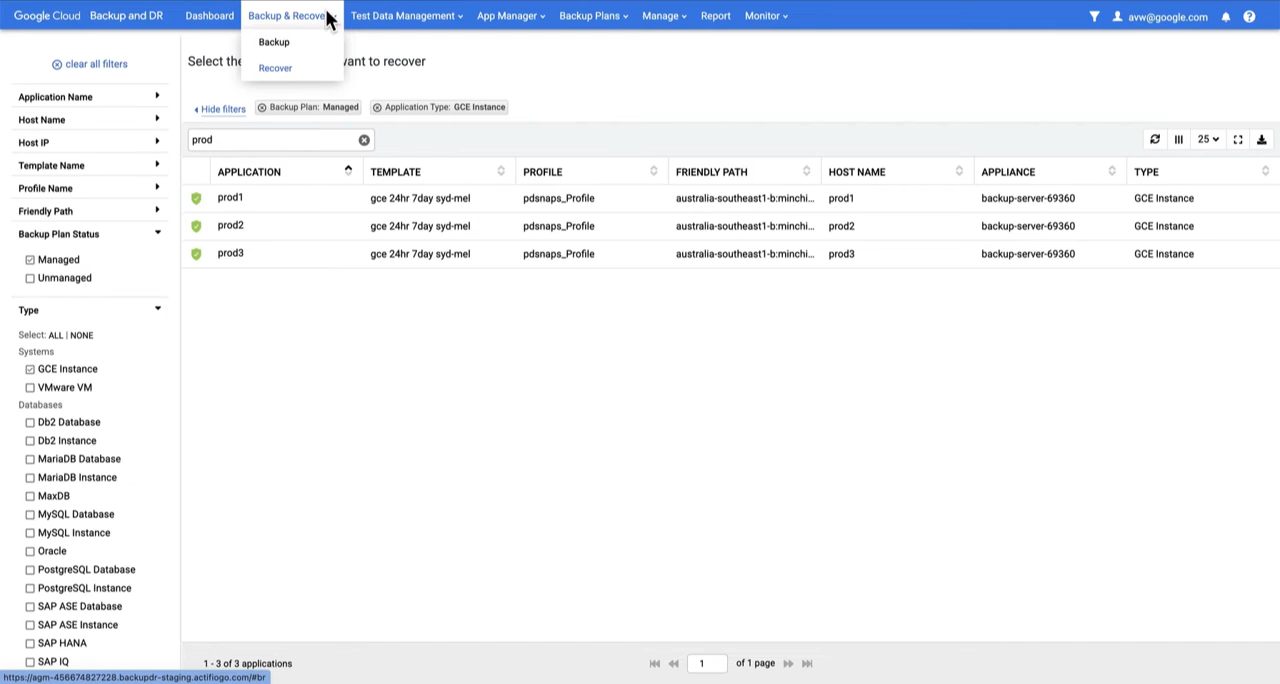 Google Cloud Backup and DR Dashboard Backup & Recove Test Data Management App Manager Backup Plans Manage Report Monitor avw@google.com
Backup
Recover
Select the want to recover
clear all filters
Hide filters Backup Plan: Managed Application Type: GCE Instance
Application Name
Host Name
Host IP
Template Name
Profile Name
Friendly Path
Backup Plan Status
Managed
Unmanaged
Type
Select: ALL | NONE
Systems
GCE Instance
VMware VM
Databases
Db2 Database
Db2 Instance
MariaDB Database
MariaDB Instance
MaxDB
MySQL Database
MySQL Instance
Oracle
PostgreSQL Database
PostgreSQL Instance
SAP ASE Database
SAP ASE Instance
SAP HANA
SAP IQ
prod 25
APPLICATION TEMPLATE PROFILE FRIENDLY PATH HOST NAME APPLIANCE TYPE
prod1 gce 24hr 7day syd-mel pdsnaps_Profile australia-southeast1-b:minchi... prod1 backup-server-69360 GCE Instance
prod2 gce 24hr 7day syd-mel pdsnaps_Profile australia-southeast1-b:minchi... prod2 backup-server-69360 GCE Instance
prod3 gce 24hr 7day syd-mel pdsnaps_Profile australia-southeast1-b:minchi... prod3 backup-server-69360 GCE Instance
1 - 3 of 3 applications 1 of 1 page
https://agm-456674827228.backupdr-staging.actifiogo.com/#br